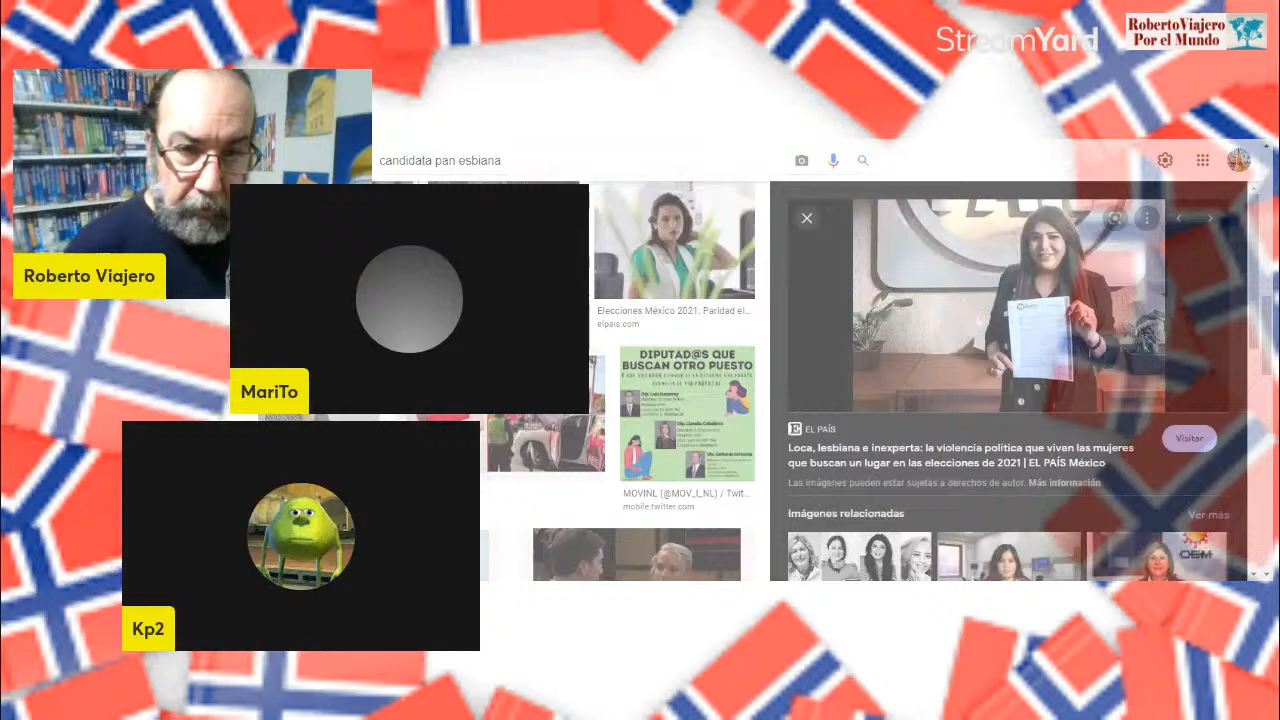 StreamYard
RobertoViajero
Por el Mundo
candidata pan esbiana
Roberto Viajero
MariTo
Kp2
Elecciones México 2021: Paridad el...
elpais.com
DIPUTAD@S QUE
BUSCAN OTRO PUESTO
MOVINL (@MOV_I_NL) / Twit...
mobile.twitter.com
E EL PAÍS
Loca, lesbiana e inexperta: la violencia política que viven las mujeres
que buscan un lugar en las elecciones de 2021 | EL PAÍS México
Visitar
Las imágenes pueden estar sujetas a derechos de autor. Más información
Imágenes relacionadas
Ver más
OEM